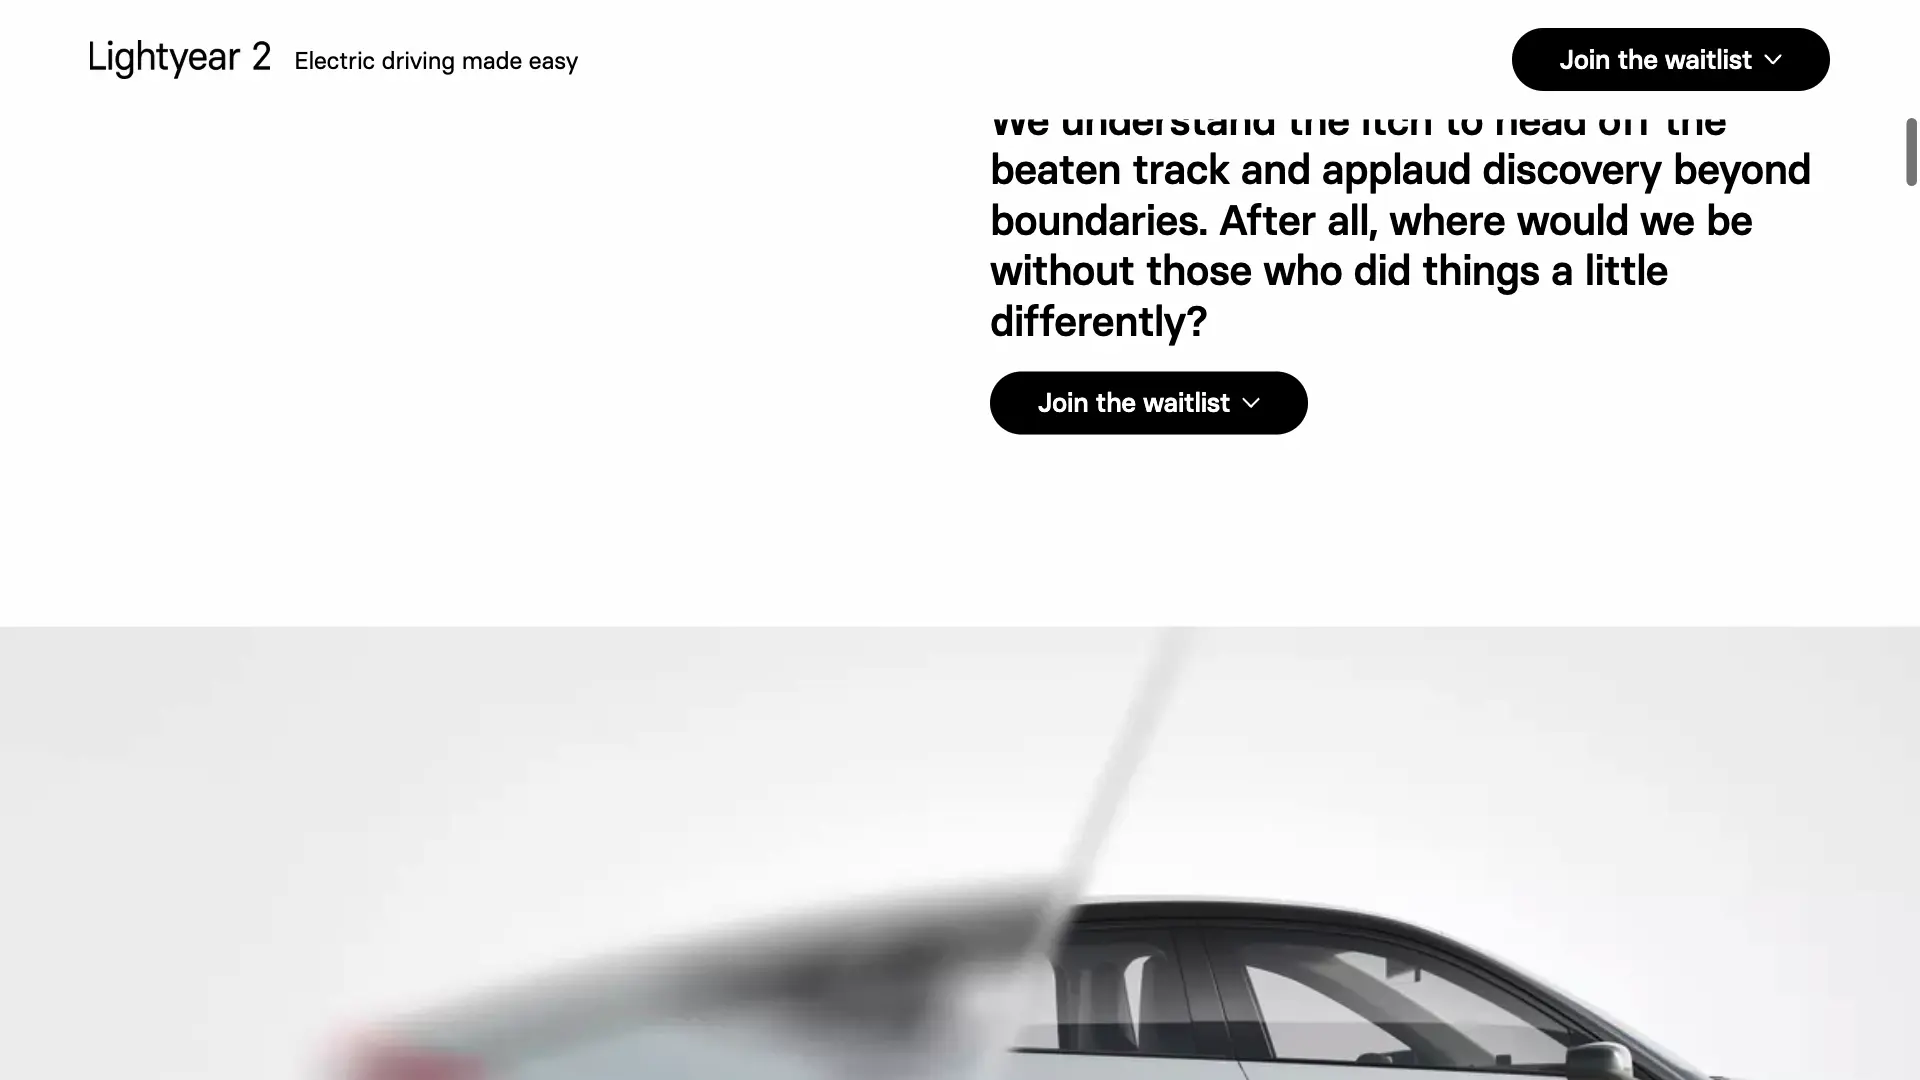 Lightyear 2 Electric driving made easy
Join the waitlist
We understand the itch to head off the
beaten track and applaud discovery beyond
boundaries. After all, where would we be
without those who did things a little
differently?
Join the waitlist